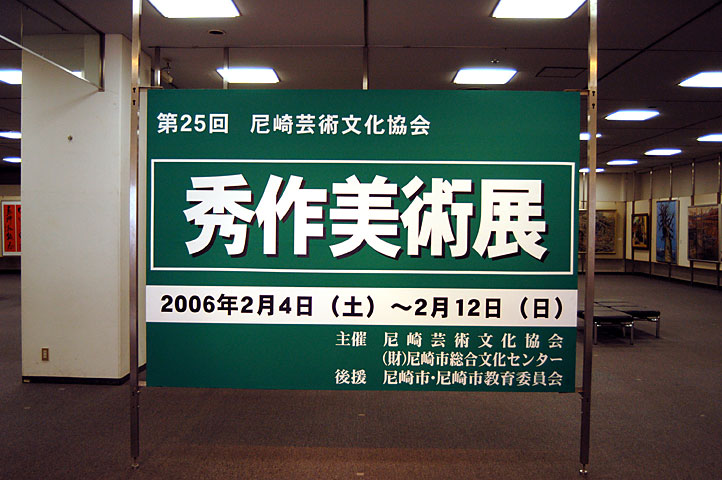 第25回　尼崎芸術文化協会
秀作美術展
2006年2月4日（土）～2月12日（日）
主催　尼崎芸術文化協会
(財)尼崎市総合文化センター
後援　尼崎市・尼崎市教育委員会